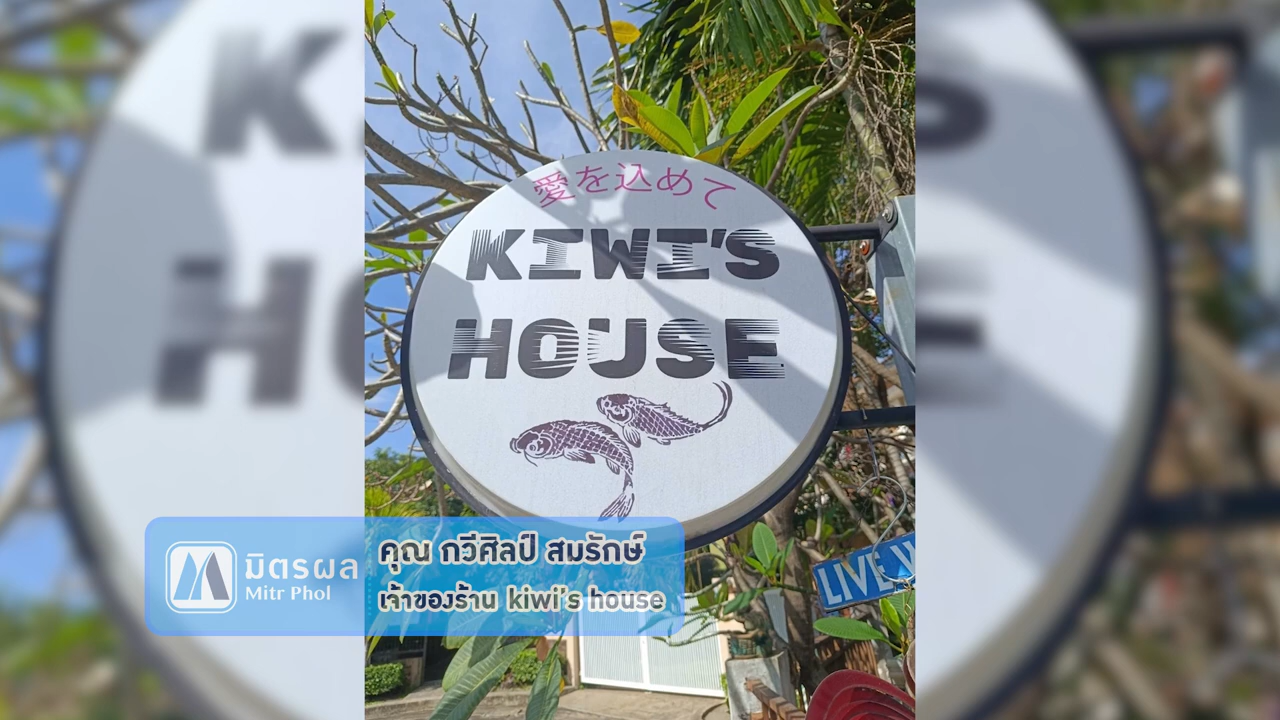 愛を込めて
KIWI'S
HOUSE
LIVE
มิตรผล
Mitr Phol
คุณ กวีศิลป์ สมรักษ์
เจ้าของร้าน kiwi's house